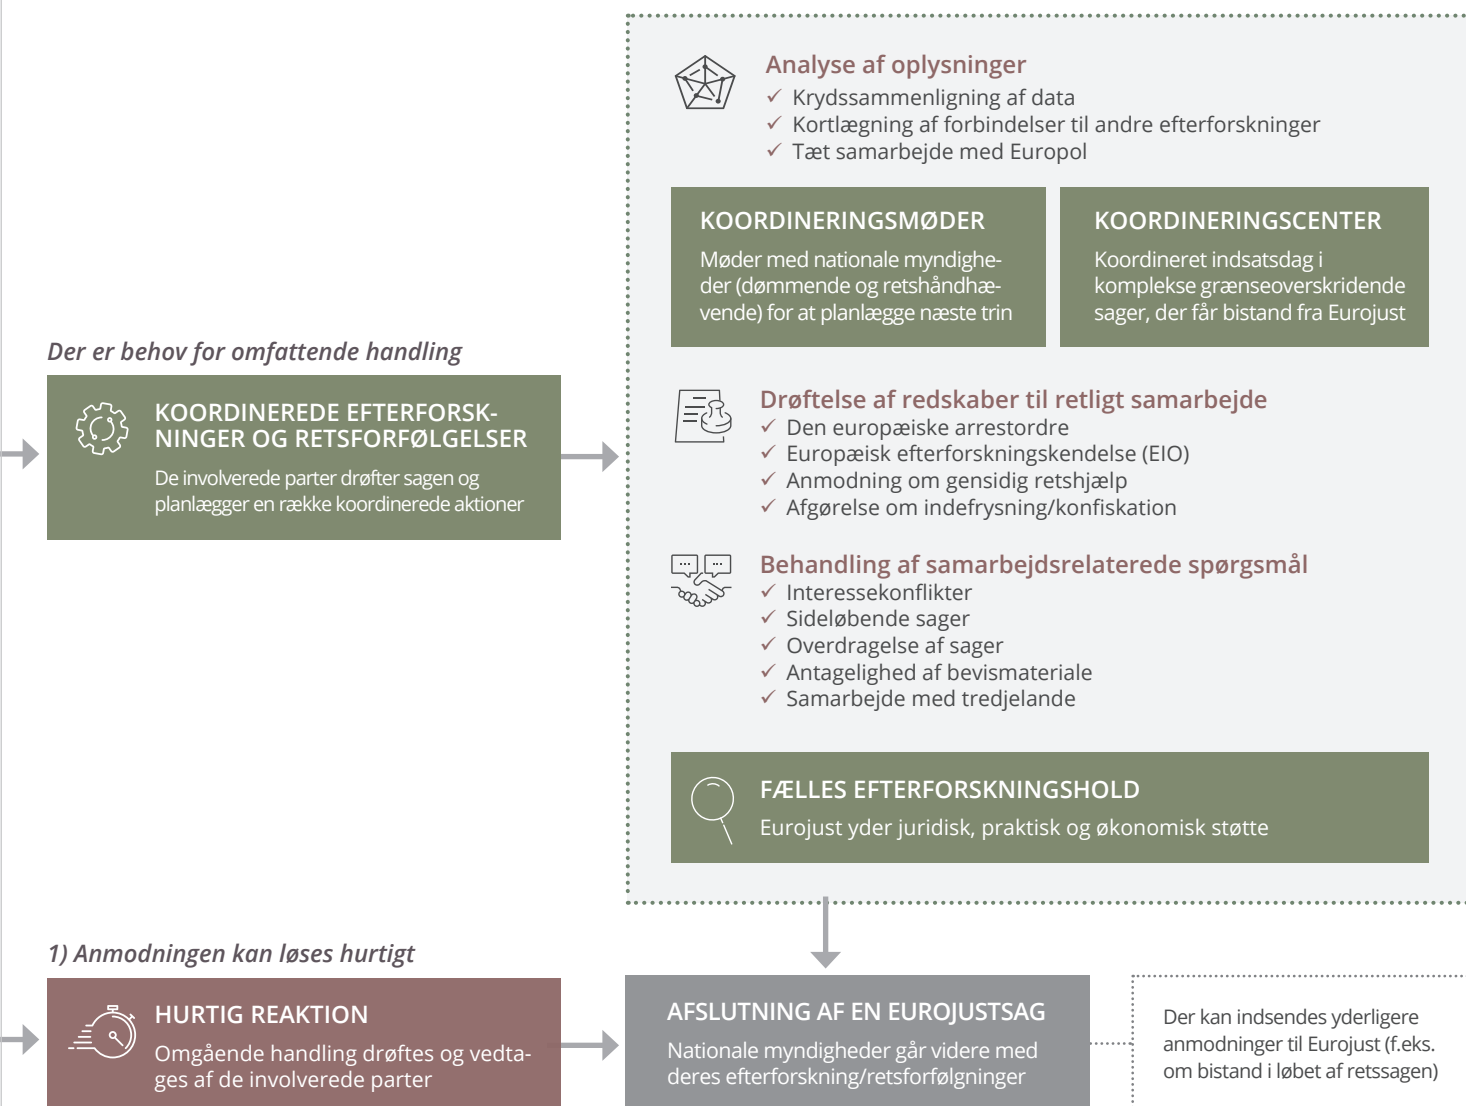 Analyse af oplysninger
✓ Krydssammenligning af data
✓ Kortlægning af forbindelser til andre efterforskninger
✓ Tæt samarbejde med Europol
KOORDINERINGSMØDER
Møder med nationale myndighe-
der (dømmende og retshåndhæ-
vende) for at planlægge næste trin
KOORDINERINGSCENTER
Koordineret indsatsdag i
komplekse grænseoverskridende
sager, der får bistand fra Eurojust
Der er behov for omfattende handling
KOORDINEREDE EFTERFORSK-
NINGER OG RETSFORFØLGELSER
De involverede parter drøfter sagen og
planlægger en række koordinerede aktioner
Drøftelse af redskaber til retligt samarbejde
✓ Den europæiske arrestordre
✓ Europæisk efterforskningskendelse (EIO)
✓ Anmodning om gensidig retshjælp
✓ Afgørelse om indefrysning/konfiskation
Behandling af samarbejdsrelaterede spørgsmål
✓ Interessekonflikter
✓ Sideløbende sager
✓ Overdragelse af sager
✓ Antagelighed af bevismateriale
✓ Samarbejde med tredjelande
FÆLLES EFTERFORSKNINGSHOLD
Eurojust yder juridisk, praktisk og økonomisk støtte
1) Anmodningen kan løses hurtigt
HURTIG REAKTION
Omgående handling drøftes og vedta-
ges af de involverede parter
AFSLUTNING AF EN EUROJUSTSAG
Nationale myndigheder går videre med
deres efterforskning/retsforfølgninger
Der kan indsendes yderligere
anmodninger til Eurojust (f.eks.
om bistand i løbet af retssagen)